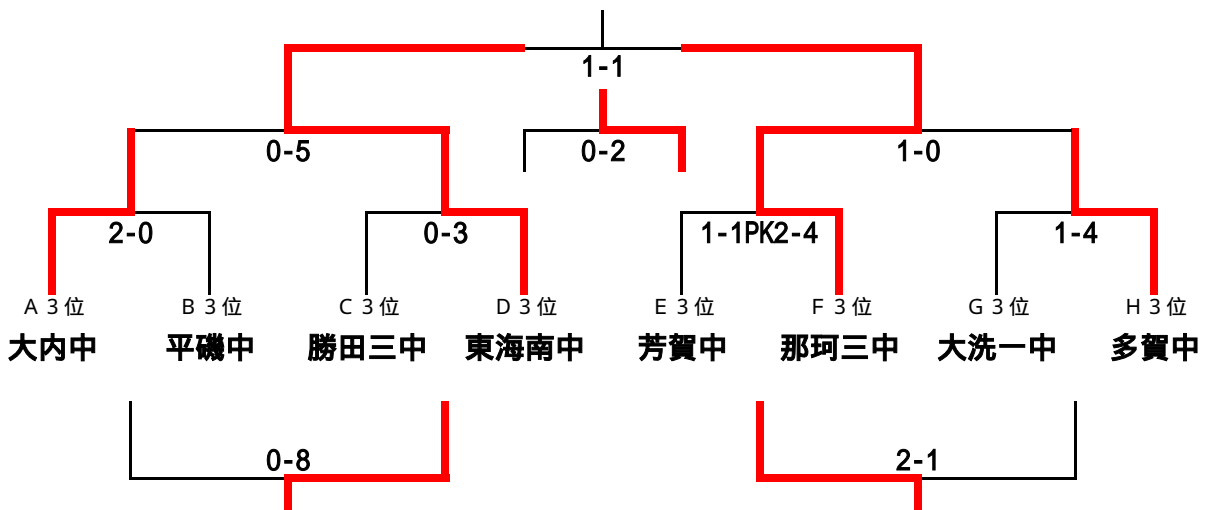 1-1
0-5 0-2 1-0
2-0 0-3 1-1PK2-4 1-4
A 3位 B 3位 C 3位 D 3位 E 3位 F 3位 G 3位 H 3位
大内中 平磯中 勝田三中 東海南中 芳賀中 那珂三中 大洗一中 多賀中
0-8 2-1